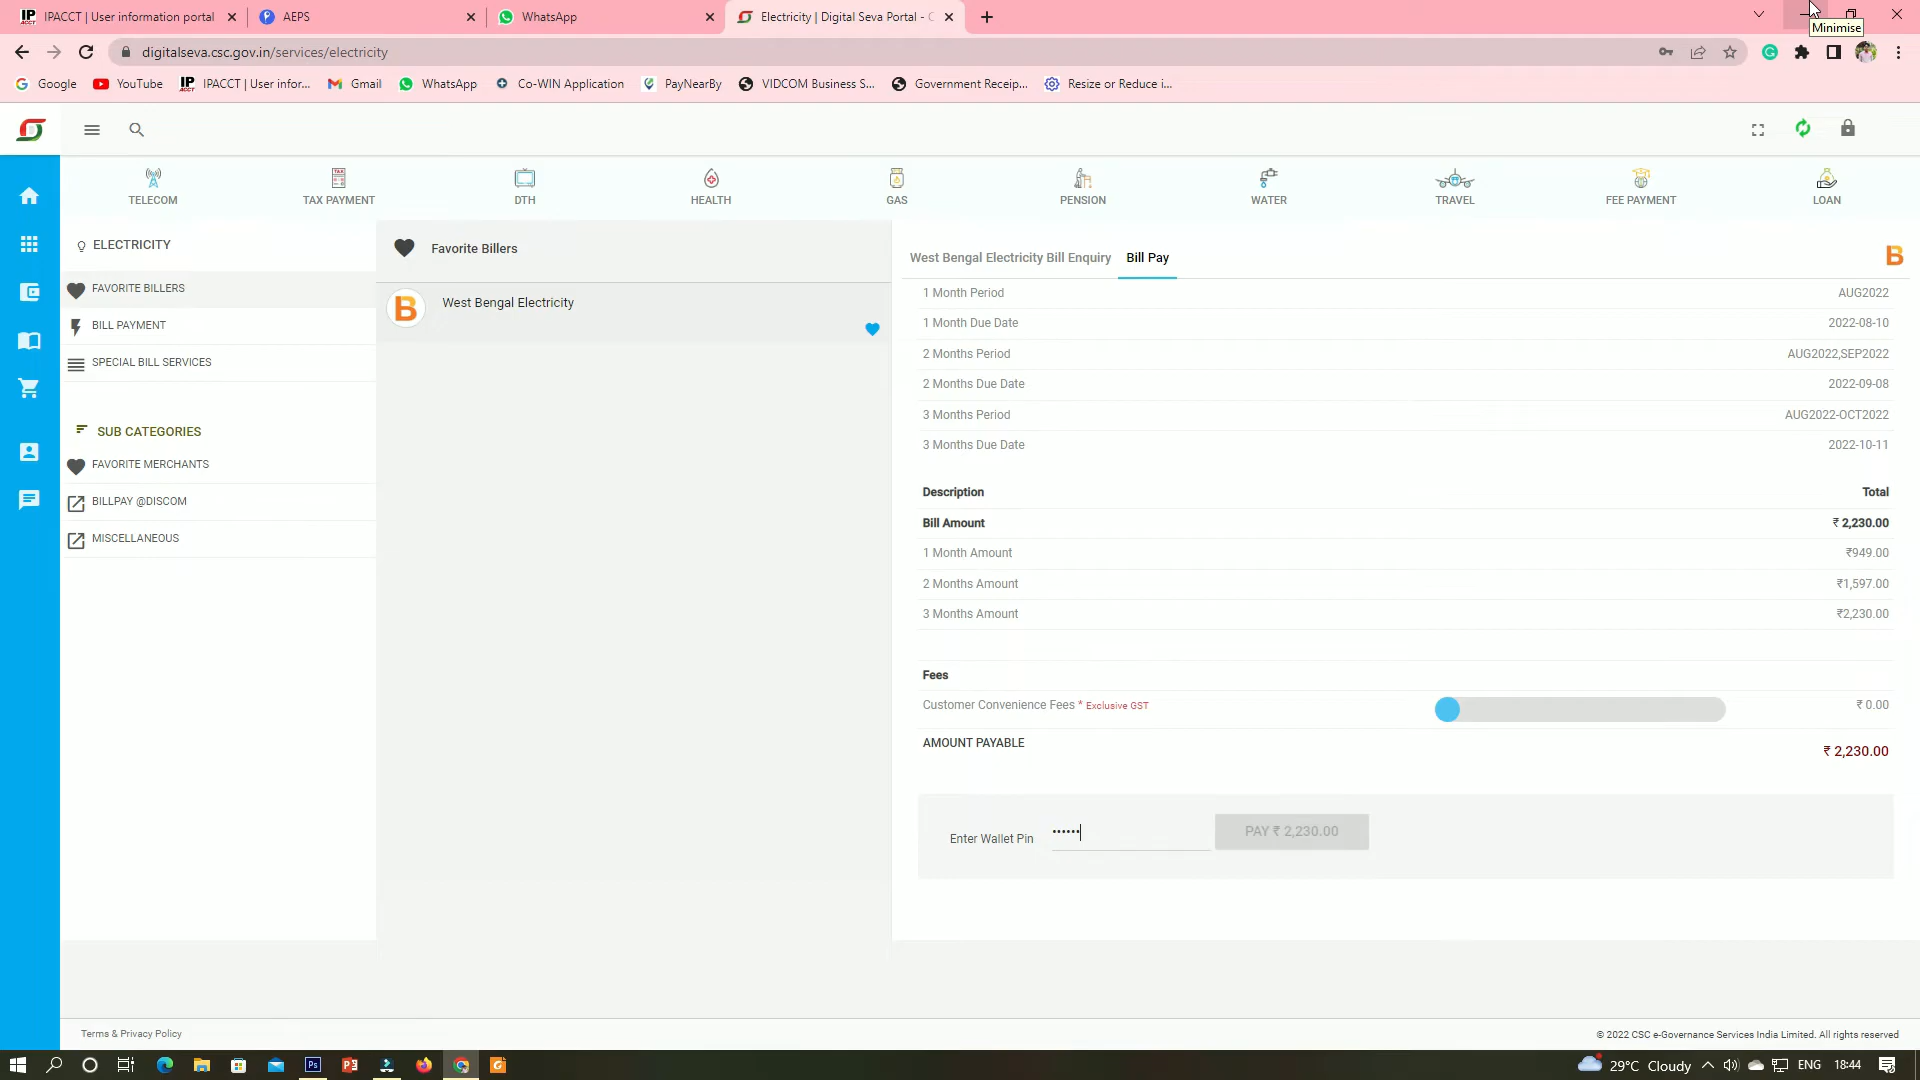 IP ACCT IPACCT | User information portal
AEPS
WhatsApp
Electricity | Digital Seva Portal - C
Minimise
digitalseva.csc.gov.in/services/electricity
Google
YouTube
IP ACCT IPACCT | User infor...
Gmail
WhatsApp
Co-WIN Application
PayNearBy
VIDCOM Business S...
Government Receip...
Resize or Reduce i...
TELECOM
TAX
TAX PAYMENT
DTH
HEALTH
GAS
PENSION
WATER
TRAVEL
FEE PAYMENT
LOAN
ELECTRICITY
FAVORITE BILLERS
BILL PAYMENT
SPECIAL BILL SERVICES
SUB CATEGORIES
FAVORITE MERCHANTS
BILLPAY @DISCOM
MISCELLANEOUS
Favorite Billers
B West Bengal Electricity
West Bengal Electricity Bill Enquiry Bill Pay B
1 Month Period AUG2022
1 Month Due Date 2022-08-10
2 Months Period AUG2022,SEP2022
2 Months Due Date 2022-09-08
3 Months Period AUG2022-OCT2022
3 Months Due Date 2022-10-11
Description Total
Bill Amount ₹ 2,230.00
1 Month Amount ₹949.00
2 Months Amount ₹1,597.00
3 Months Amount ₹2,230.00
Fees
Customer Convenience Fees * Exclusive GST ₹ 0.00
AMOUNT PAYABLE ₹ 2,230.00
Enter Wallet Pin •••••• PAY ₹ 2,230.00
Terms & Privacy Policy
© 2022 CSC e-Governance Services India Limited. All rights reserved
Ps
29°C Cloudy ENG 18:44